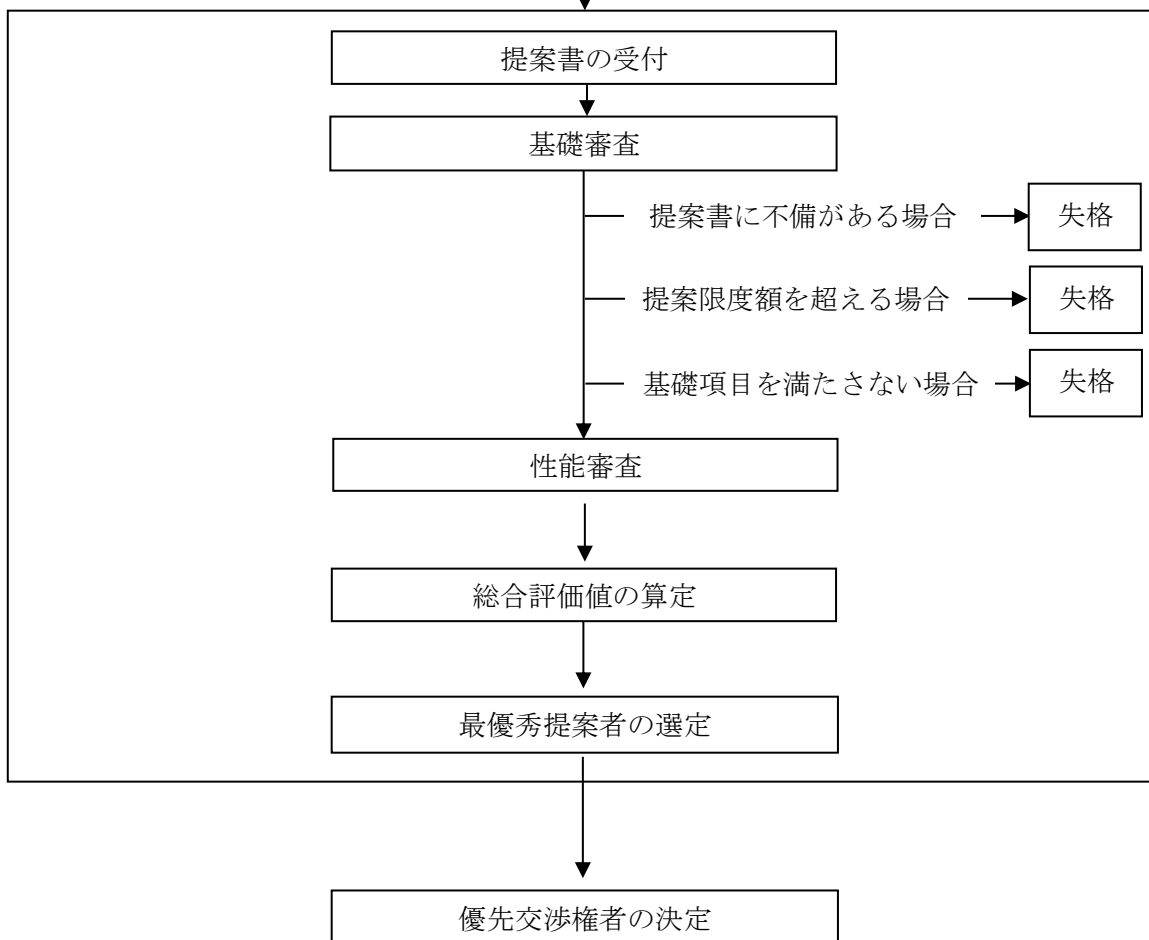 提案書の受付
基礎審査
提案書に不備がある場合
失格
提案限度額を超える場合
失格
基礎項目を満たさない場合
失格
性能審査
総合評価値の算定
最優秀提案者の選定
優先交渉権者の決定